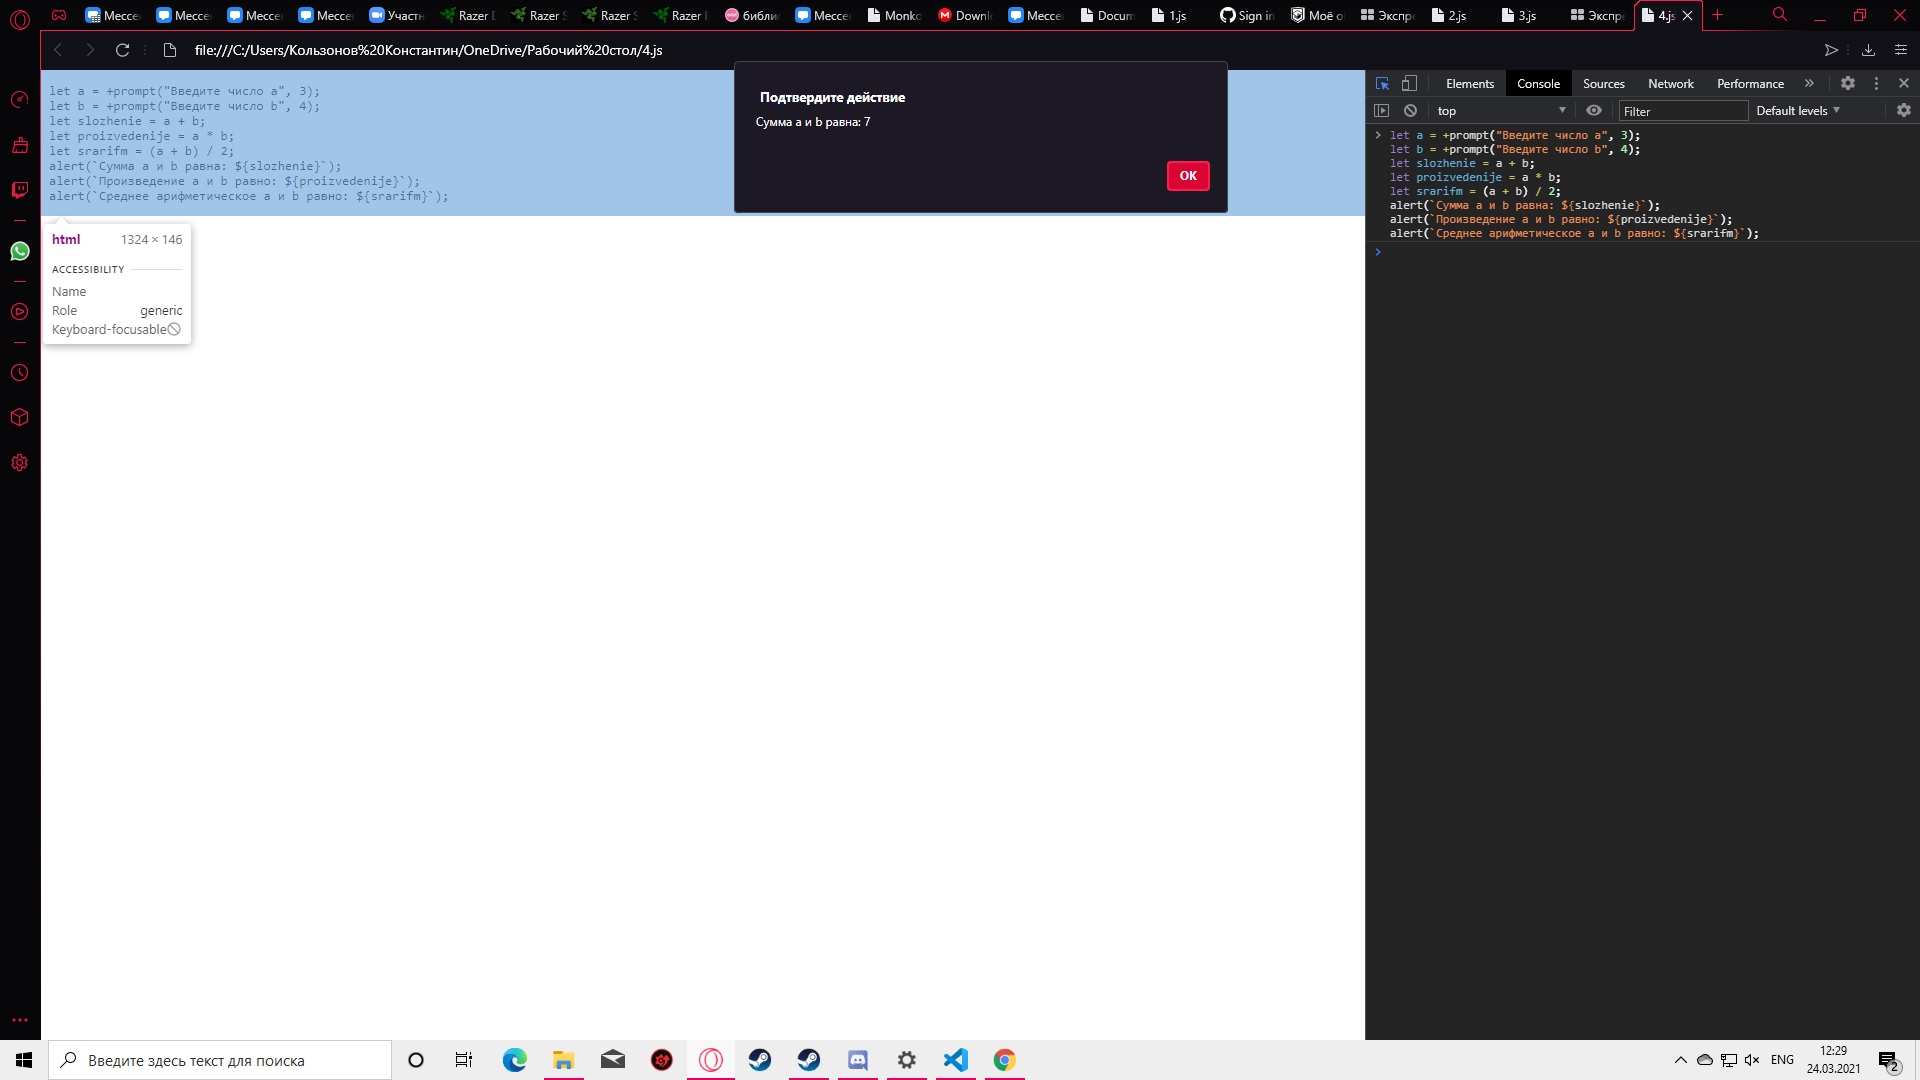 Мессе
Мессе
Мессе
Мессе
Участн
Razer
Razer
Razer
Razer
библи
Мессе
Monko
Downl
Мессе
Docum
1.js
Sign in
Моё о
Экспр
2.js
3.js
Экспр
4.js
file:///C:/Users/Кользонов%20Константин/OneDrive/Рабочий%20стол/4.js
let a = +prompt("Введите число a", 3);
let b = +prompt("Введите число b", 4);
let slozhenie = a + b;
let proizvedenije = a * b;
let srarifm = (a + b) / 2;
alert(`Сумма a и b равна: ${slozhenie}`);
alert(`Произведение a и b равно: ${proizvedenije}`);
alert(`Среднее арифметическое a и b равно: ${srarifm}`);
html 1324 × 146
ACCESSIBILITY
Name
Role generic
Keyboard-focusable
Подтвердите действие
Сумма a и b равна: 7
OK
Elements Console Sources Network Performance
top Filter Default levels
let a = +prompt("Введите число a", 3);
let b = +prompt("Введите число b", 4);
let slozhenie = a + b;
let proizvedenije = a * b;
let srarifm = (a + b) / 2;
alert(`Сумма a и b равна: ${slozhenie}`);
alert(`Произведение a и b равно: ${proizvedenije}`);
alert(`Среднее арифметическое a и b равно: ${srarifm}`);
Введите здесь текст для поиска
ENG
12:29
24.03.2021
2